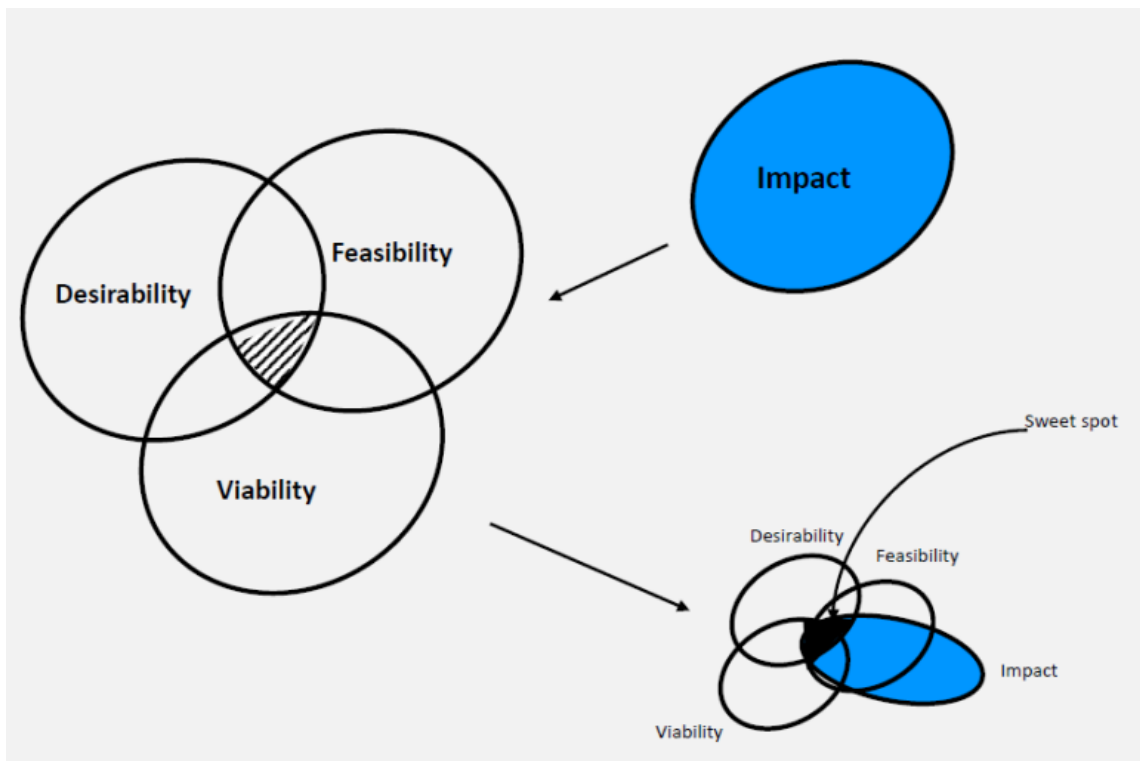 Impact
Feasibility
Desirability
Viability
Sweet spot
Desirability
Feasibility
Impact
Viability